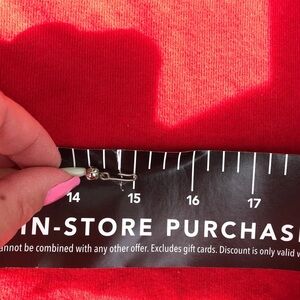 14 15 16 17
IN-STORE PURCHAS
annot be combined with any other offer. Excludes gift cards. Discount is only valid